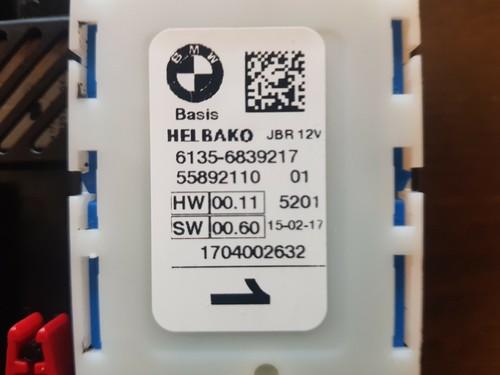 BMW
Basis
HELBAKO JBR 12V
6135-6839217
55892110 01
HW 00.11 5201
SW 00.60 15-02-17
1704002632
1